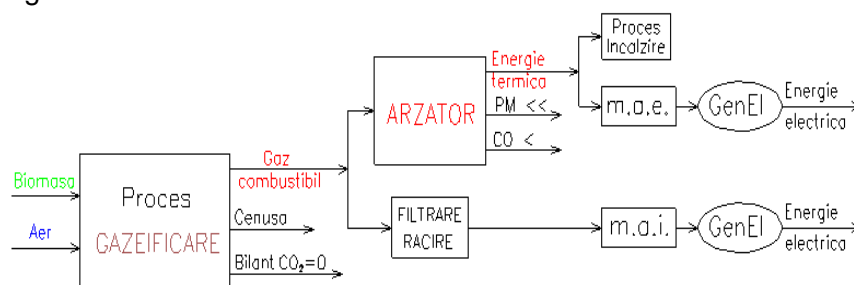 Biomasa
Aer
Proces
GAZEIFICARE
Gaz
combustibil
Cenusa
Bilant CO₂=0
ARZATOR
Energie
termica
PM <<
CO <
Proces
Incalzire
m.a.e.
GenEl
Energie
electrica
FILTRARE
RACIRE
m.a.i.
GenEl
Energie
electrica